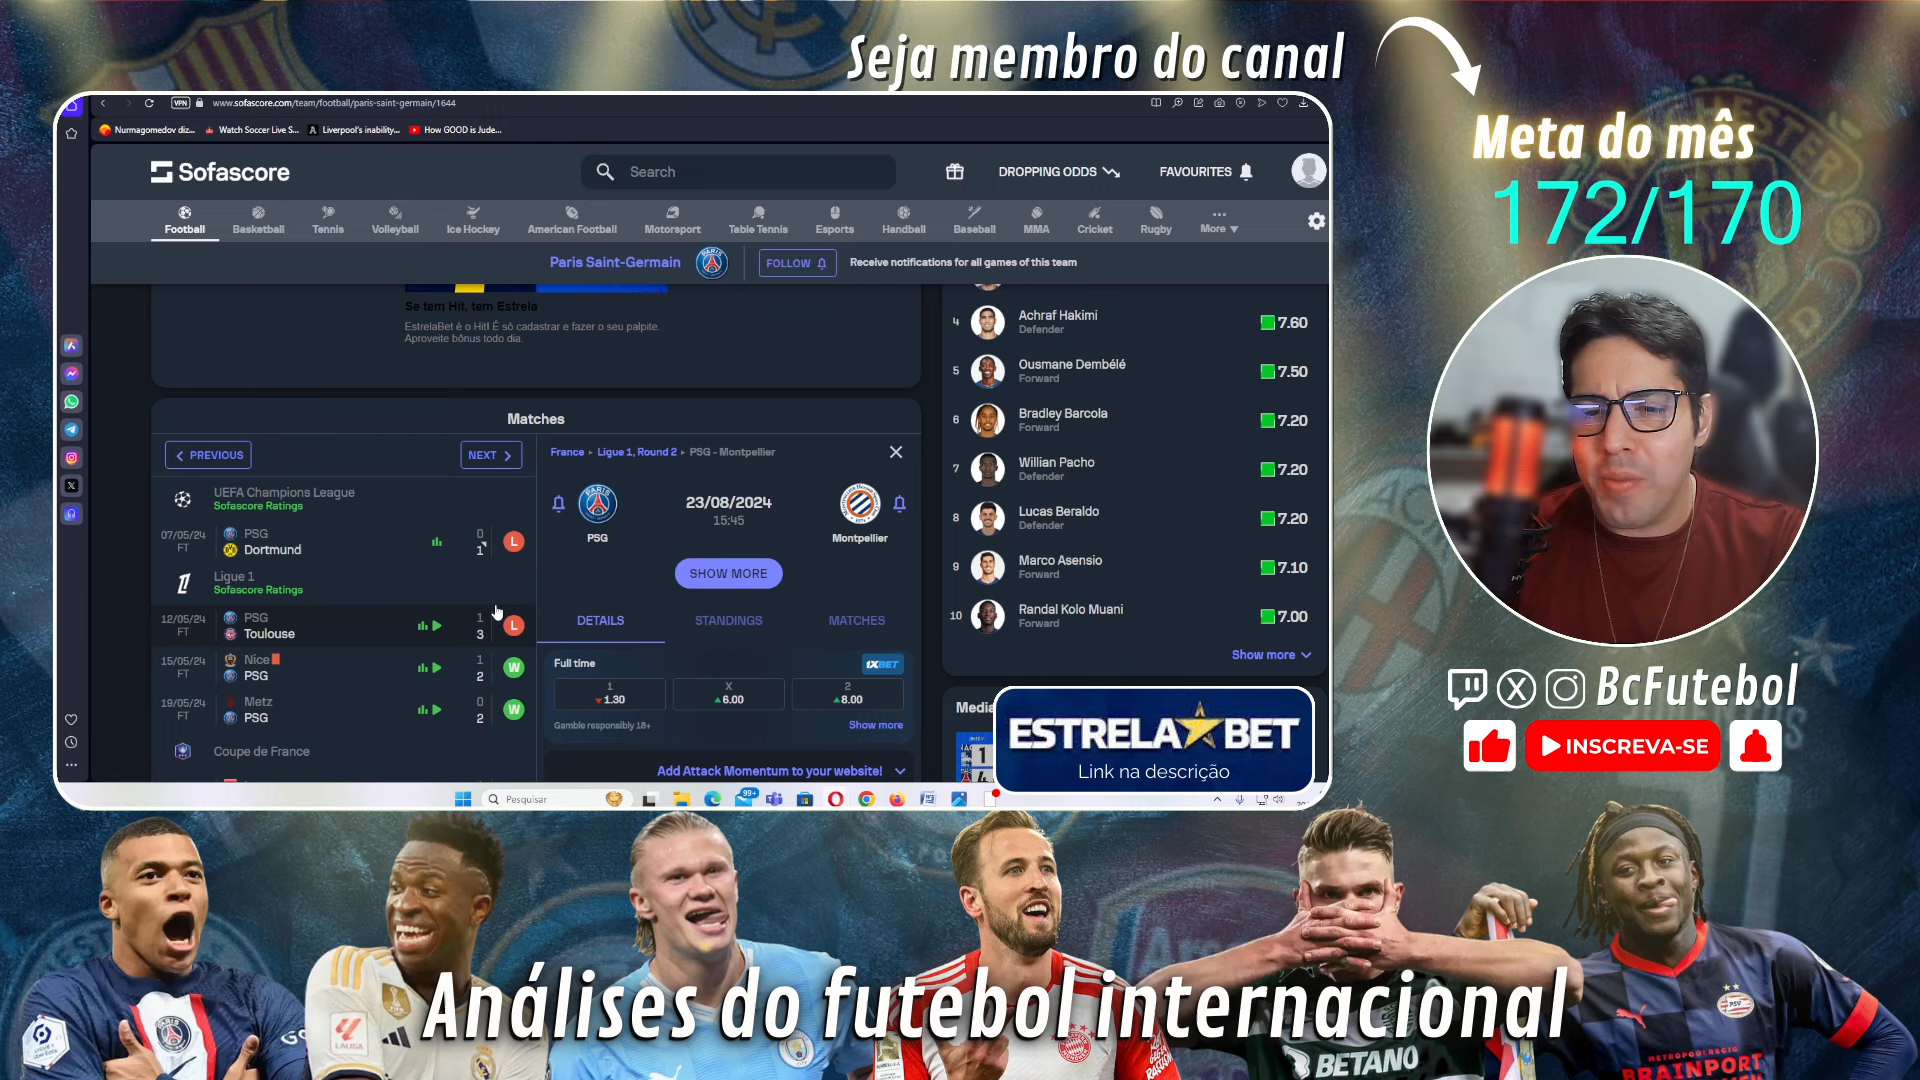 Seja membro do canal
Meta do mês
172/170
VPN
www.sofascore.com/team/football/paris-saint-germain/1644
Nurmagomedov diz...
Watch Soccer Live S...
Liverpool's inability...
How GOOD is Jude...
Sofascore
Search
DROPPING ODDS
FAVOURITES
Football
Basketball
Tennis
Volleyball
Ice Hockey
American Football
Motorsport
Table Tennis
Esports
Handball
Baseball
MMA
Cricket
Rugby
More
Paris Saint-Germain
FOLLOW
Receive notifications for all games of this team
Se tem Hit, tem Estrela
EstrelaBet é o Hit! É só cadastrar e fazer o seu palpite.
Aproveite bônus todo dia.
Matches
PREVIOUS
NEXT
UEFA Champions League
Sofascore Ratings
07/05/24
FT
PSG
Dortmund
0
1
L
Ligue 1
Sofascore Ratings
12/05/24
FT
PSG
Toulouse
1
3
L
15/05/24
FT
Nice
PSG
1
2
W
19/05/24
FT
Metz
PSG
0
2
W
Coupe de France
France
Ligue 1, Round 2
PSG - Montpellier
PSG
23/08/2024
15:45
Montpellier
SHOW MORE
DETAILS
STANDINGS
MATCHES
Full time
1XBET
1
1.30
X
6.00
2
8.00
Gamble responsibly 18+
Show more
Add Attack Momentum to your website!
4
Achraf Hakimi
Defender
7.60
5
Ousmane Dembélé
Forward
7.50
6
Bradley Barcola
Forward
7.20
7
Willian Pacho
Defender
7.20
8
Lucas Beraldo
Defender
7.20
9
Marco Asensio
Forward
7.10
10
Randal Kolo Muani
Forward
7.00
Show more
Media
1
4
ESTRELA BET
Link na descrição
Pesquisar
99+
BcFutebol
INSCREVA-SE
Análises do futebol internacional
PARIS
LALIGA
BETANO
METROPOOLREGIO
BRAINPORT